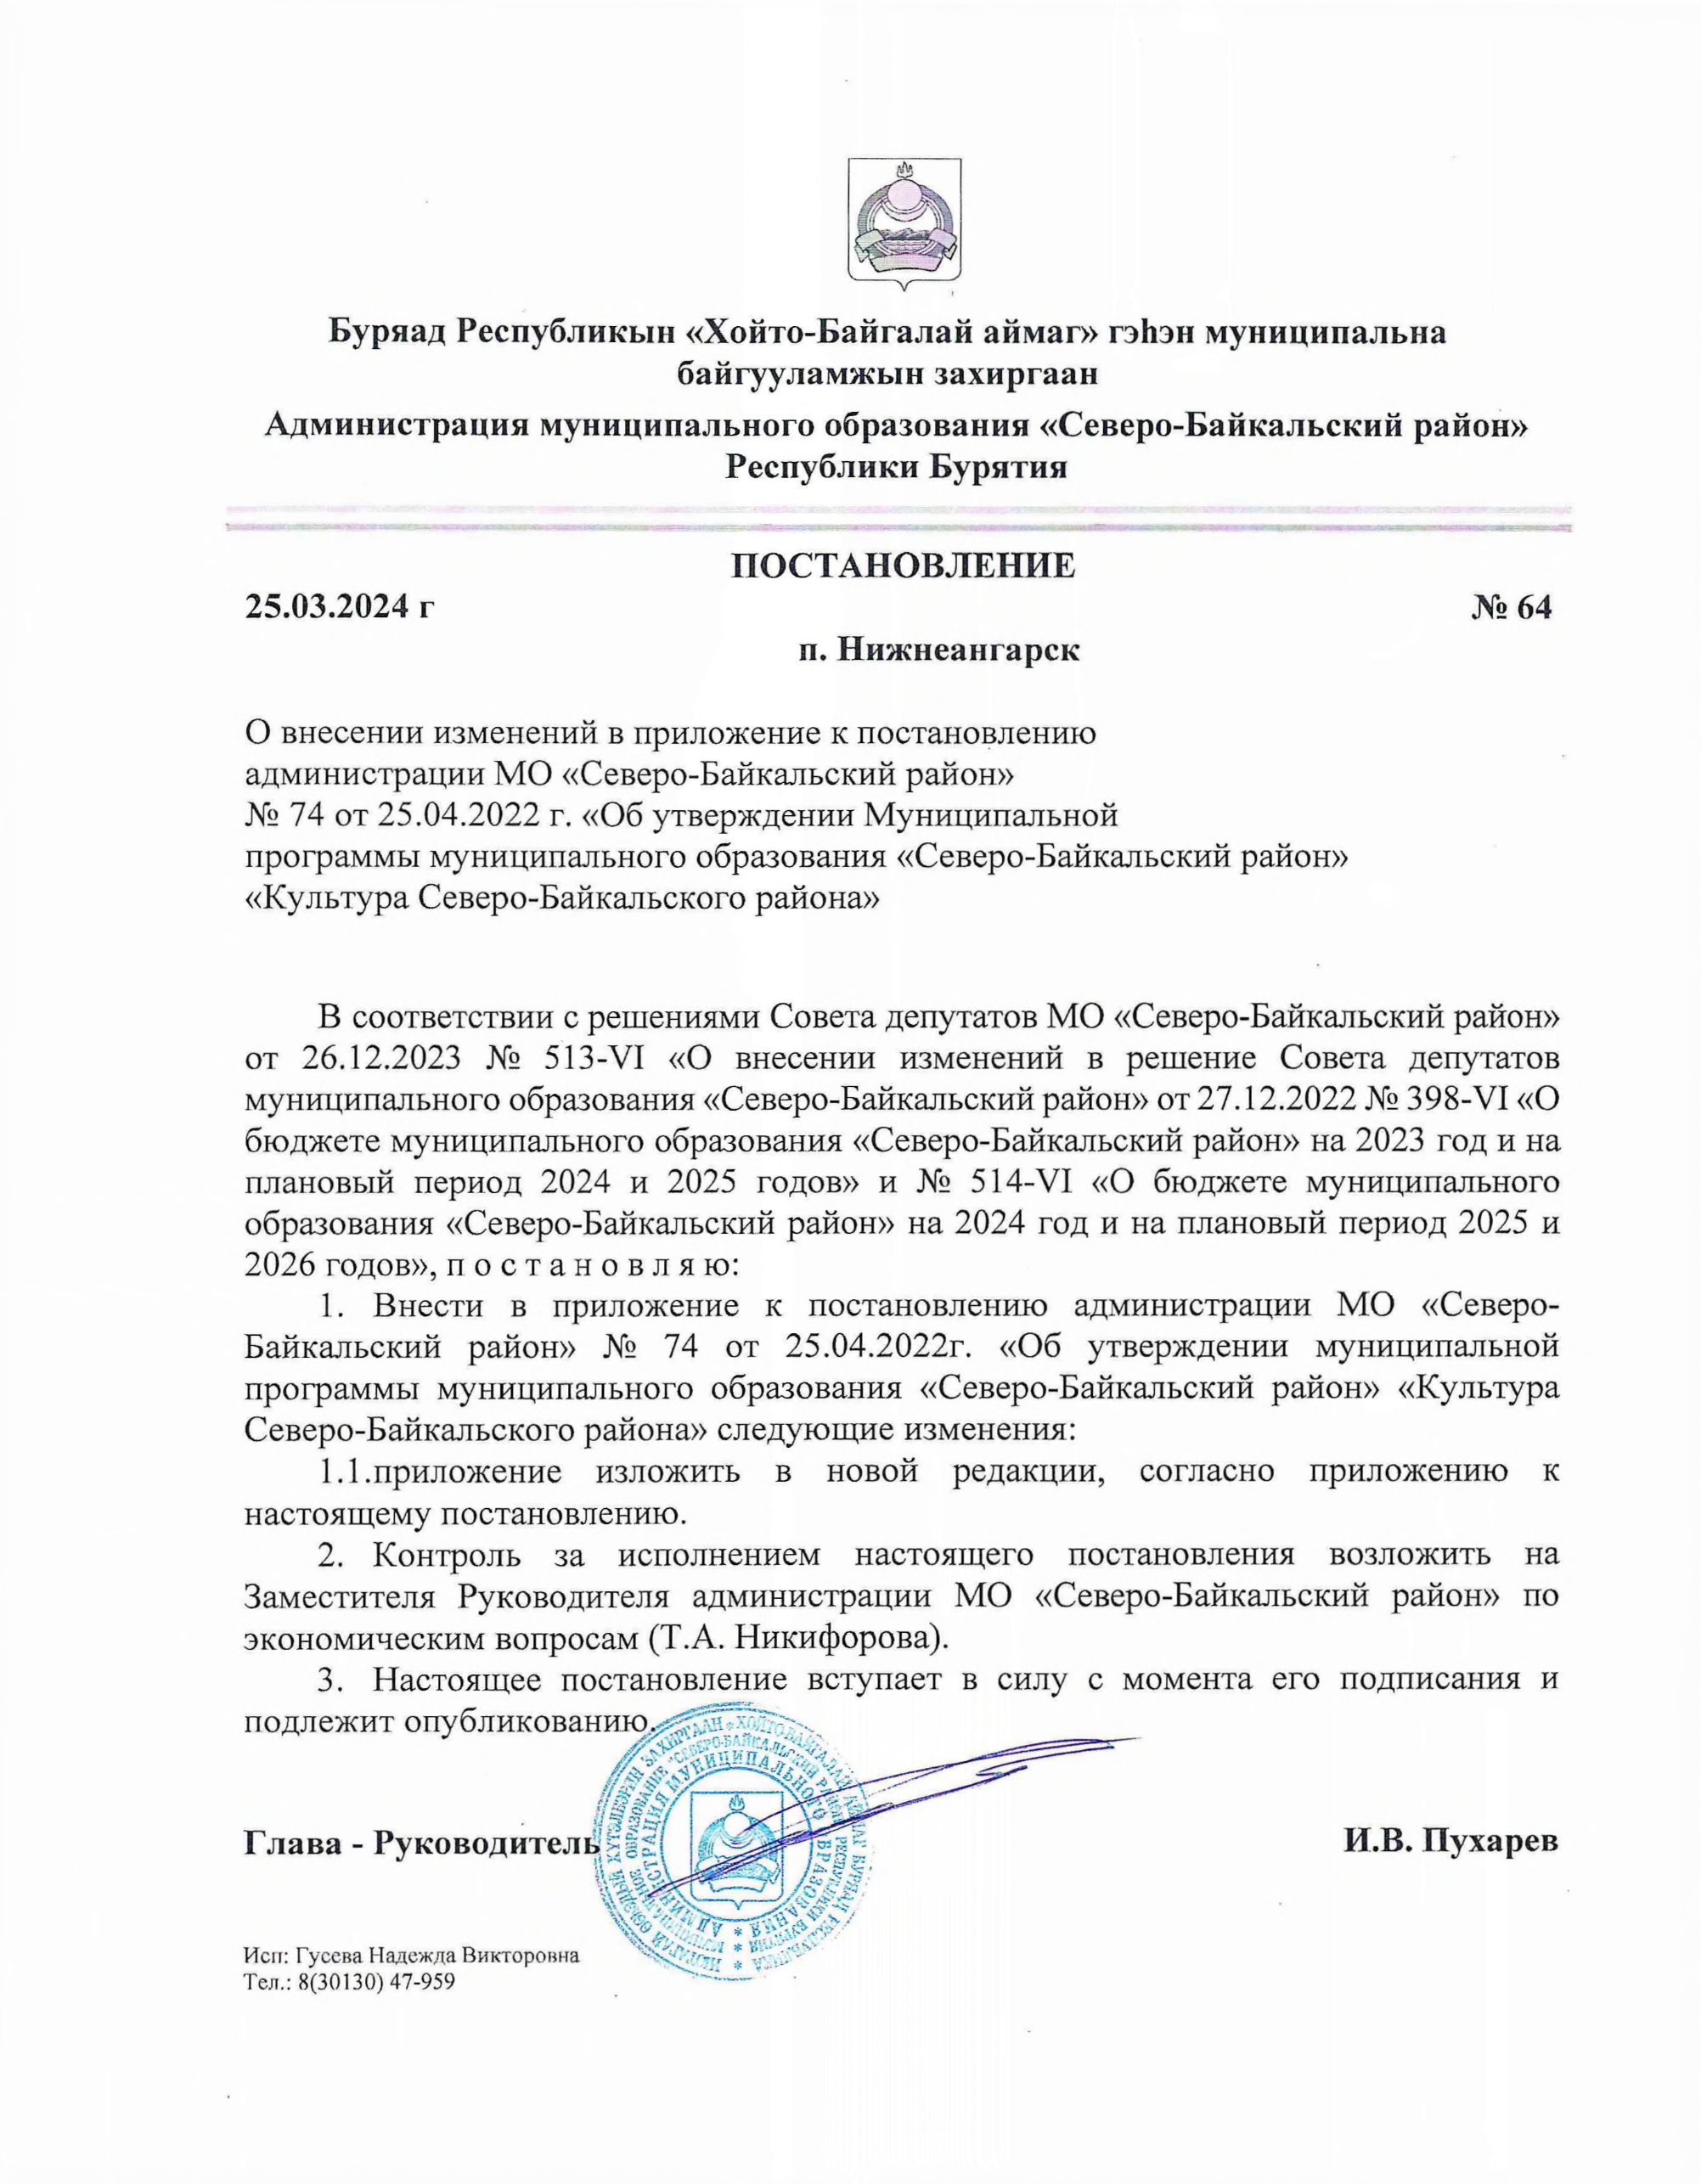 Буряад Республикын «Хойто-Байгалай аймаг» гэһэн муниципальна
байгууламжын захиргаан
Администрация муниципального образования «Северо-Байкальский район»
Республики Бурятия
ПОСТАНОВЛЕНИЕ
25.03.2024 г № 64
п. Нижнеангарск
О внесении изменений в приложение к постановлению
администрации МО «Северо-Байкальский район»
№ 74 от 25.04.2022 г. «Об утверждении Муниципальной
программы муниципального образования «Северо-Байкальский район»
«Культура Северо-Байкальского района»
В соответствии с решениями Совета депутатов МО «Северо-Байкальский район»
от 26.12.2023 № 513-VI «О внесении изменений в решение Совета депутатов
муниципального образования «Северо-Байкальский район» от 27.12.2022 № 398-VI «О
бюджете муниципального образования «Северо-Байкальский район» на 2023 год и на
плановый период 2024 и 2025 годов» и № 514-VI «О бюджете муниципального
образования «Северо-Байкальский район» на 2024 год и на плановый период 2025 и
2026 годов», п о с т а н о в л я ю:
1. Внести в приложение к постановлению администрации МО «Северо-
Байкальский район» № 74 от 25.04.2022г. «Об утверждении муниципальной
программы муниципального образования «Северо-Байкальский район» «Культура
Северо-Байкальского района» следующие изменения:
1.1.приложение изложить в новой редакции, согласно приложению к
настоящему постановлению.
2. Контроль за исполнением настоящего постановления возложить на
Заместителя Руководителя администрации МО «Северо-Байкальский район» по
экономическим вопросам (Т.А. Никифорова).
3. Настоящее постановление вступает в силу с момента его подписания и
подлежит опубликованию.
Глава - Руководитель И.В. Пухарев
АДМИНИСТРАЦИЯ МУНИЦИПАЛЬНОГО ОБРАЗОВАНИЯ
МУНИЦИПАЛЬНОЕ ОБРАЗОВАНИЕ "СЕВЕРО-БАЙКАЛЬСКИЙ РАЙОН" РЕСПУБЛИКИ БУРЯТИЯ
Исп: Гусева Надежда Викторовна
Тел.: 8(30130) 47-959